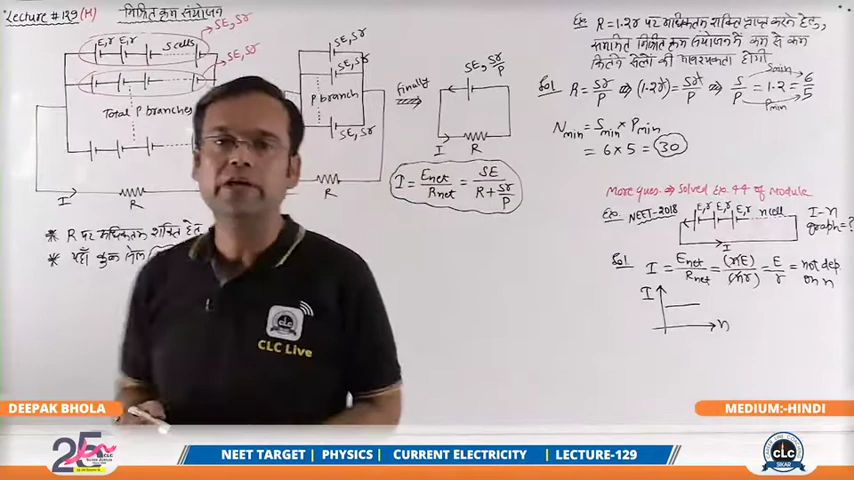 Lecture #129 (H)
मिश्रित क्रम संयोजन
E,r E,r S cells
SE, Sr
SE, Sr
Total P branches
I R
SE, Sr
SE, Sr
P branch
SE, Sr
R
finally
SE, Sr/P
I R
I = Enet/Rnet = SE/(R + Sr/P)
* R पर अधिकतम शक्ति हेतु
* यहाँ कुल सेल
Ex R = 1.2r पर अधिकतम शक्ति प्राप्त करने हेतु,
सममित मिश्रित क्रम संयोजन में कम से कम
कितने सेलों की आवश्यकता होगी
Sol R = Sr/P ⇒ (1.2r) = Sr/P ⇒ S/P = 1.2 = 6/5
Smin
Pmin
Nmin = Smin × Pmin
= 6 × 5 = 30
More ques → Solved Ex. 44 of module
Ex. NEET-2018 E,r E,r E,r n cell I-n
graph = ?
I
Sol I = Enet/Rnet = (nE)/(nr) = E/r = not dep.
on n
I
n
CLC
CLC Live
DEEPAK BHOLA
MEDIUM:-HINDI
25
NEET TARGET | PHYSICS | CURRENT ELECTRICITY | LECTURE-129
CLC
SIKAR